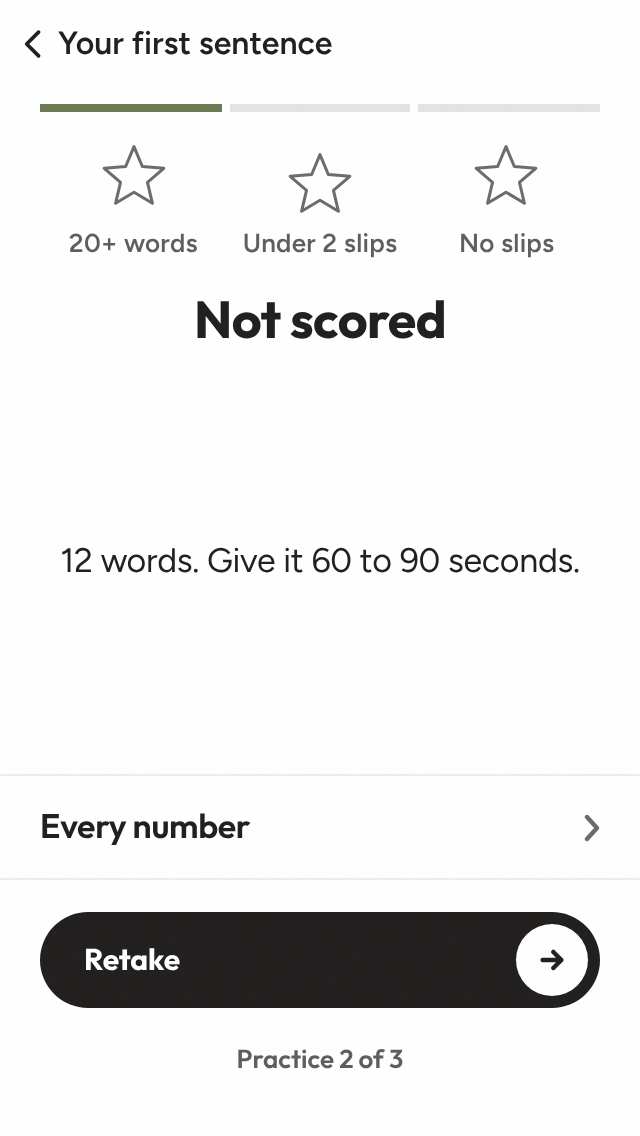 Your first sentence
20+ words
Under 2 slips
No slips
Not scored
12 words. Give it 60 to 90 seconds.
Every number
Retake
Practice 2 of 3